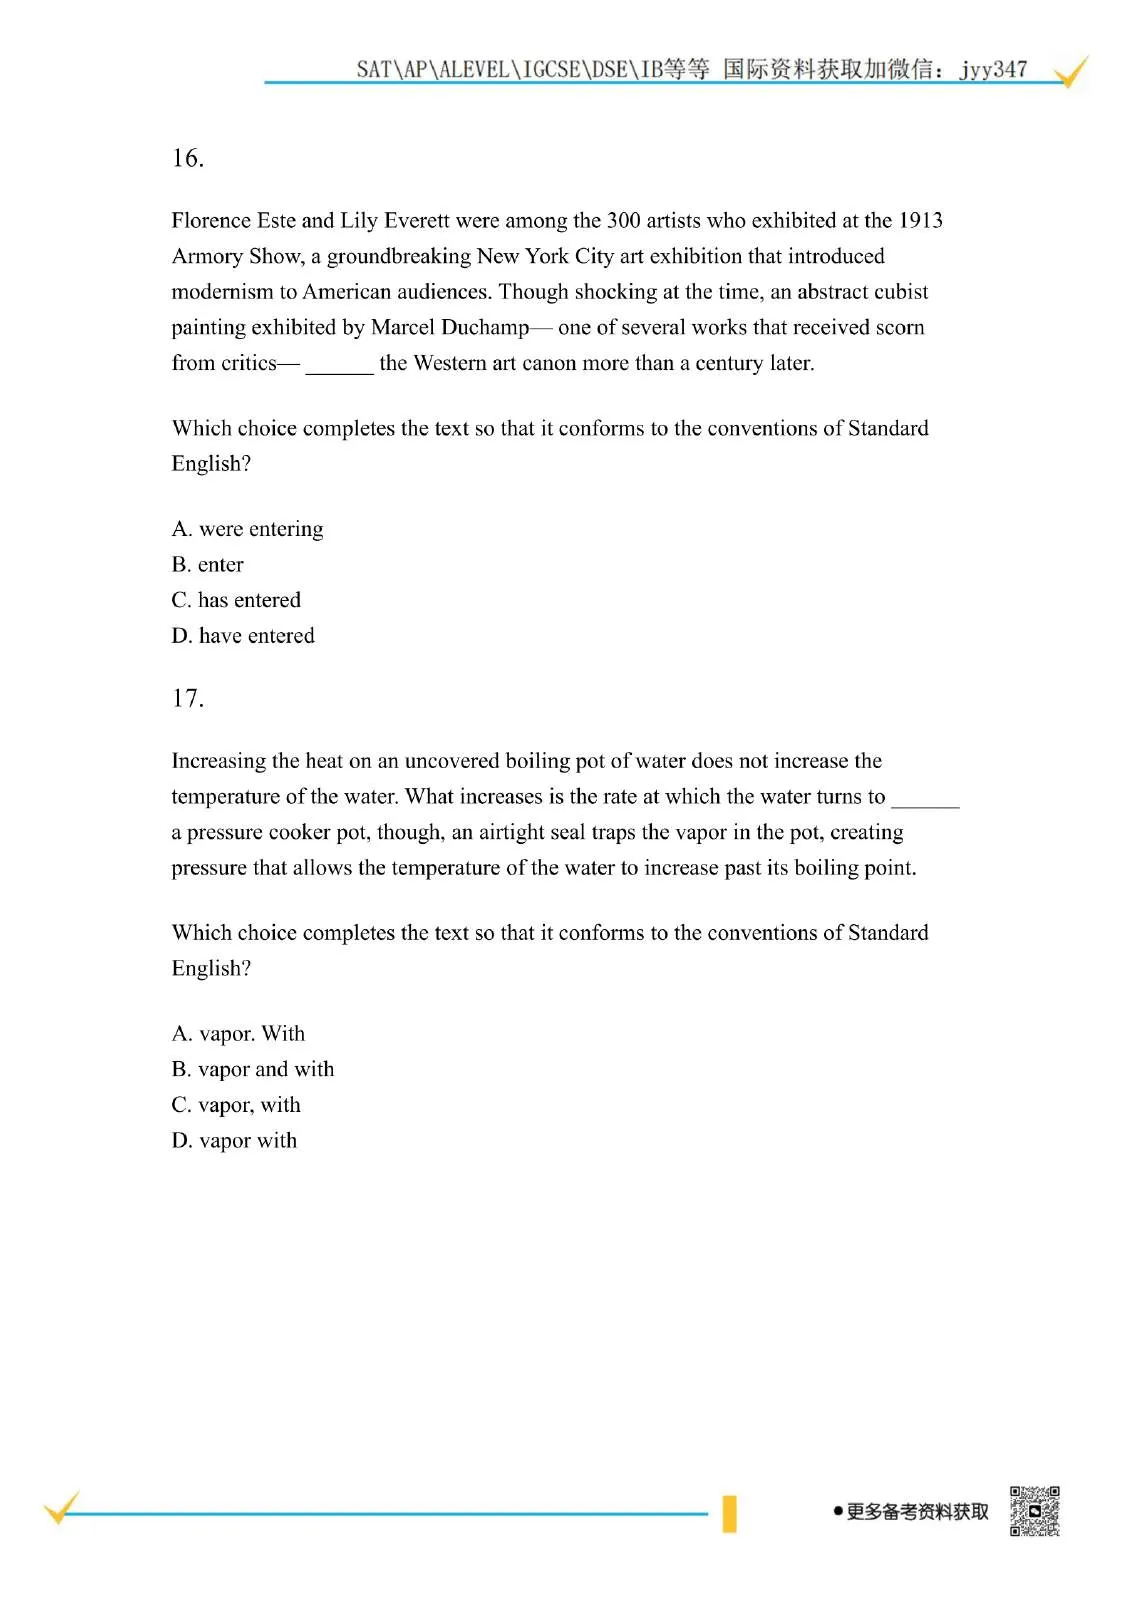 SAT\AP\ALEVEL\IGCSE\DSE\IB等等 国际资料获取加微信：jyy347
16.
Florence Este and Lily Everett were among the 300 artists who exhibited at the 1913
Armory Show, a groundbreaking New York City art exhibition that introduced
modernism to American audiences. Though shocking at the time, an abstract cubist
painting exhibited by Marcel Duchamp— one of several works that received scorn
from critics— ______ the Western art canon more than a century later.
Which choice completes the text so that it conforms to the conventions of Standard
English?
A. were entering
B. enter
C. has entered
D. have entered
17.
Increasing the heat on an uncovered boiling pot of water does not increase the
temperature of the water. What increases is the rate at which the water turns to ______
a pressure cooker pot, though, an airtight seal traps the vapor in the pot, creating
pressure that allows the temperature of the water to increase past its boiling point.
Which choice completes the text so that it conforms to the conventions of Standard
English?
A. vapor. With
B. vapor and with
C. vapor, with
D. vapor with
●更多备考资料获取